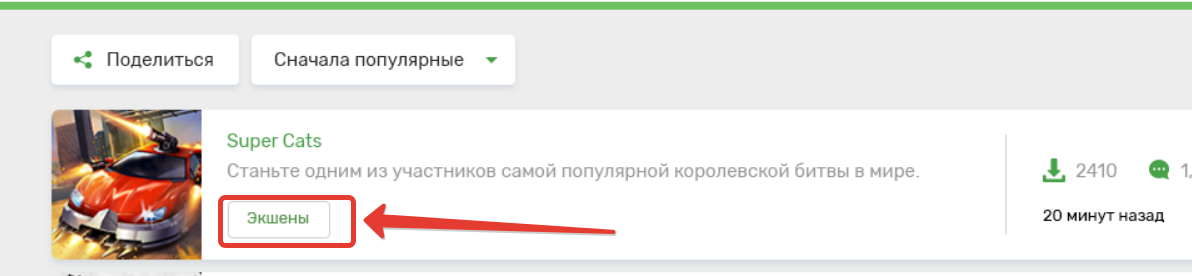 Поделиться
Сначала популярные
Super Cats
Станьте одним из участников самой популярной королевской битвы в мире.
Экшены
2410
1,
20 минут назад